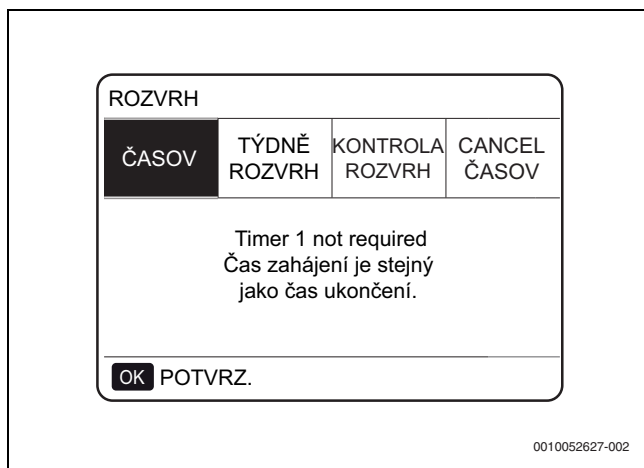 ROZVRH
ČASOV
TÝDNĚ
ROZVRH
KONTROLA
ROZVRH
CANCEL
ČASOV
Timer 1 not required
Čas zahájení je stejný
jako čas ukončení.
OK POTVRZ.
0010052627-002